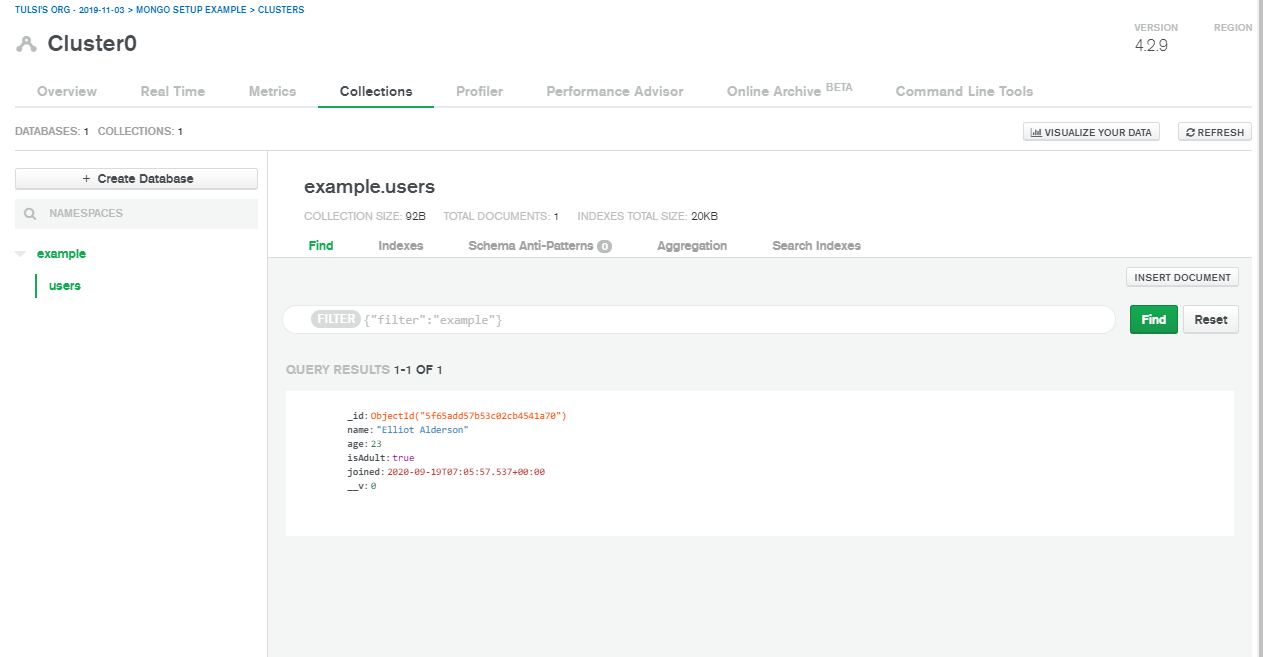 TULSI'S ORG - 2019-11-03 > MONGO SETUP EXAMPLE > CLUSTERS
Cluster0
VERSION REGION
4.2.9
Overview Real Time Metrics Collections Profiler Performance Advisor Online Archive BETA Command Line Tools
DATABASES: 1 COLLECTIONS: 1 VISUALIZE YOUR DATA REFRESH
+ Create Database
NAMESPACES
example
users
example.users
COLLECTION SIZE: 92B TOTAL DOCUMENTS: 1 INDEXES TOTAL SIZE: 20KB
Find Indexes Schema Anti-Patterns 0 Aggregation Search Indexes
INSERT DOCUMENT
FILTER {"filter":"example"} Find Reset
QUERY RESULTS 1-1 OF 1
_id: ObjectId("5f65add57b53c02cb4541a70")
name: "Elliot Alderson"
age: 23
isAdult: true
joined: 2020-09-19T07:05:57.537+00:00
__v: 0